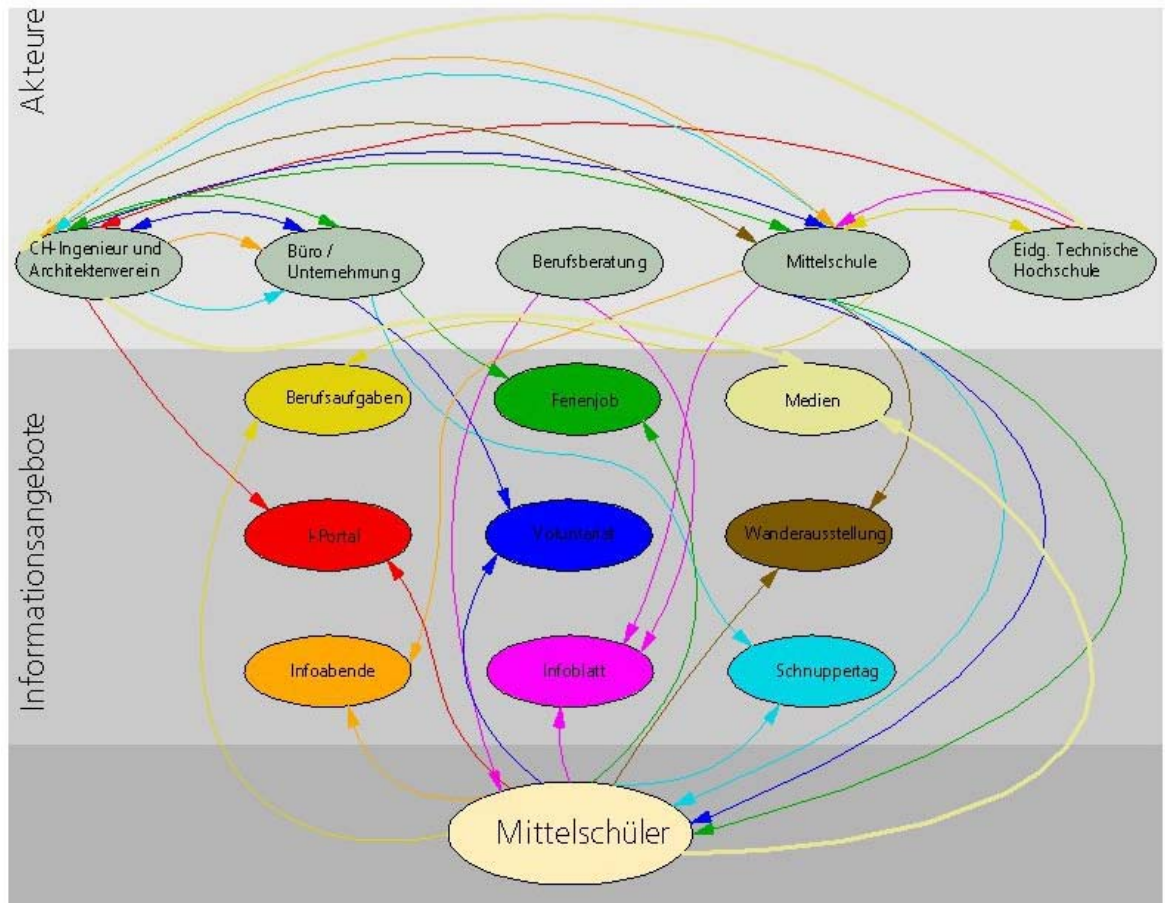 Akteure
CH-Ingenieur und
Architektenverein
Büro /
Unternehmung
Berufsberatung
Mittelschule
Eidg. Technische
Hochschule
Informationsangebote
Berufsaufgaben
Ferienjob
Medien
I-Portal
Voluntariat
Wanderausstellung
Infoabende
Infoblatt
Schnuppertag
Mittelschüler